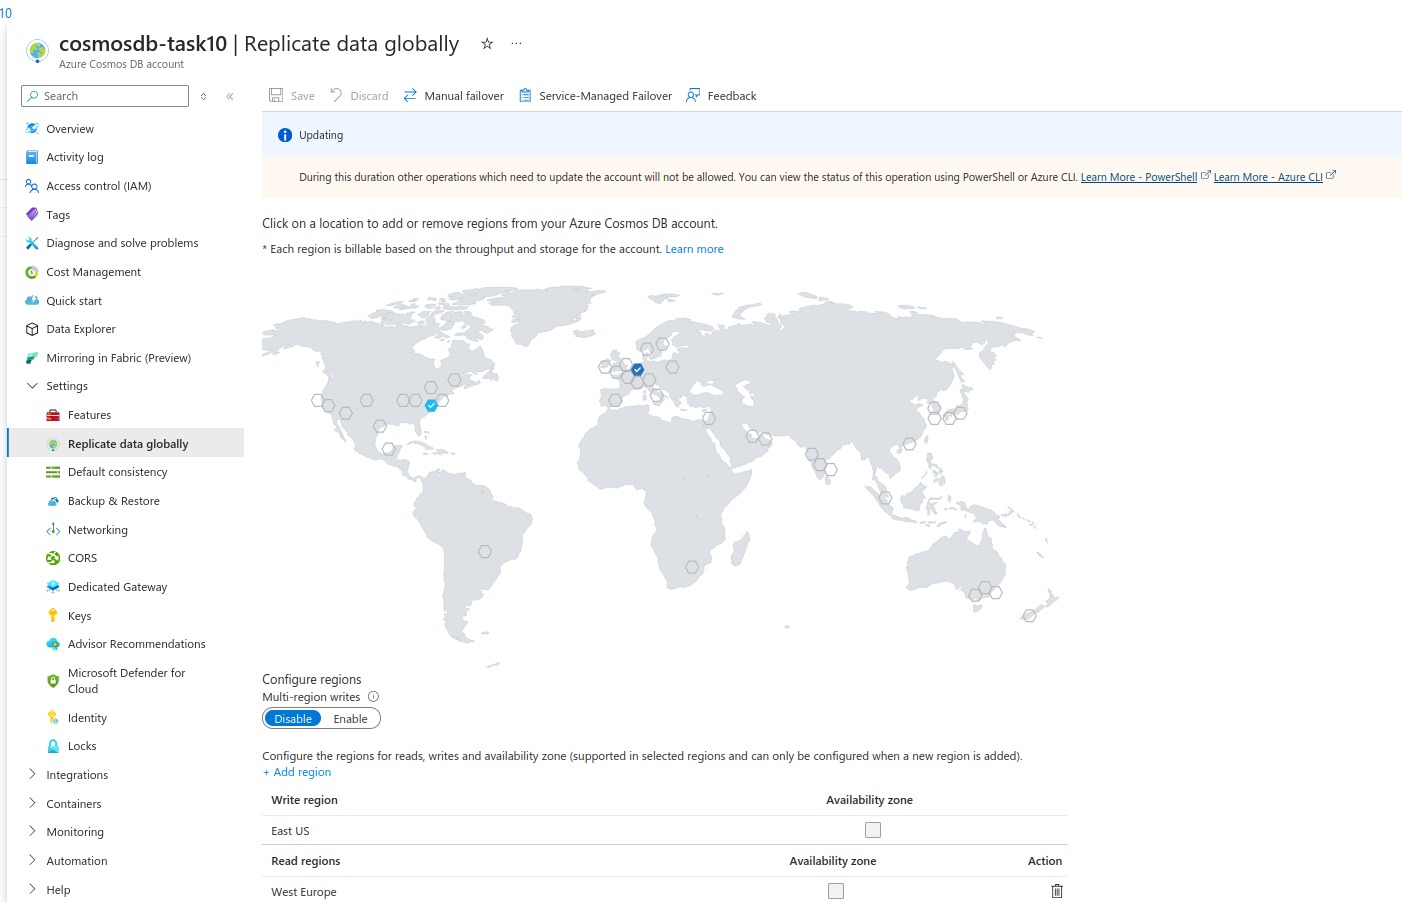 10
cosmosdb-task10 | Replicate data globally
Azure Cosmos DB account
Search
Save
Discard
Manual failover
Service-Managed Failover
Feedback
Overview
Activity log
Access control (IAM)
Tags
Diagnose and solve problems
Cost Management
Quick start
Data Explorer
Mirroring in Fabric (Preview)
Settings
Features
Replicate data globally
Default consistency
Backup & Restore
Networking
CORS
Dedicated Gateway
Keys
Advisor Recommendations
Microsoft Defender for
Cloud
Identity
Locks
Integrations
Containers
Monitoring
Automation
Help
Updating
During this duration other operations which need to update the account will not be allowed. You can view the status of this operation using PowerShell or Azure CLI. Learn More - PowerShell Learn More - Azure CLI
Click on a location to add or remove regions from your Azure Cosmos DB account.
* Each region is billable based on the throughput and storage for the account. Learn more
Configure regions
Multi-region writes
Disable Enable
Configure the regions for reads, writes and availability zone (supported in selected regions and can only be configured when a new region is added).
+ Add region
Write region Availability zone
East US
Read regions Availability zone Action
West Europe